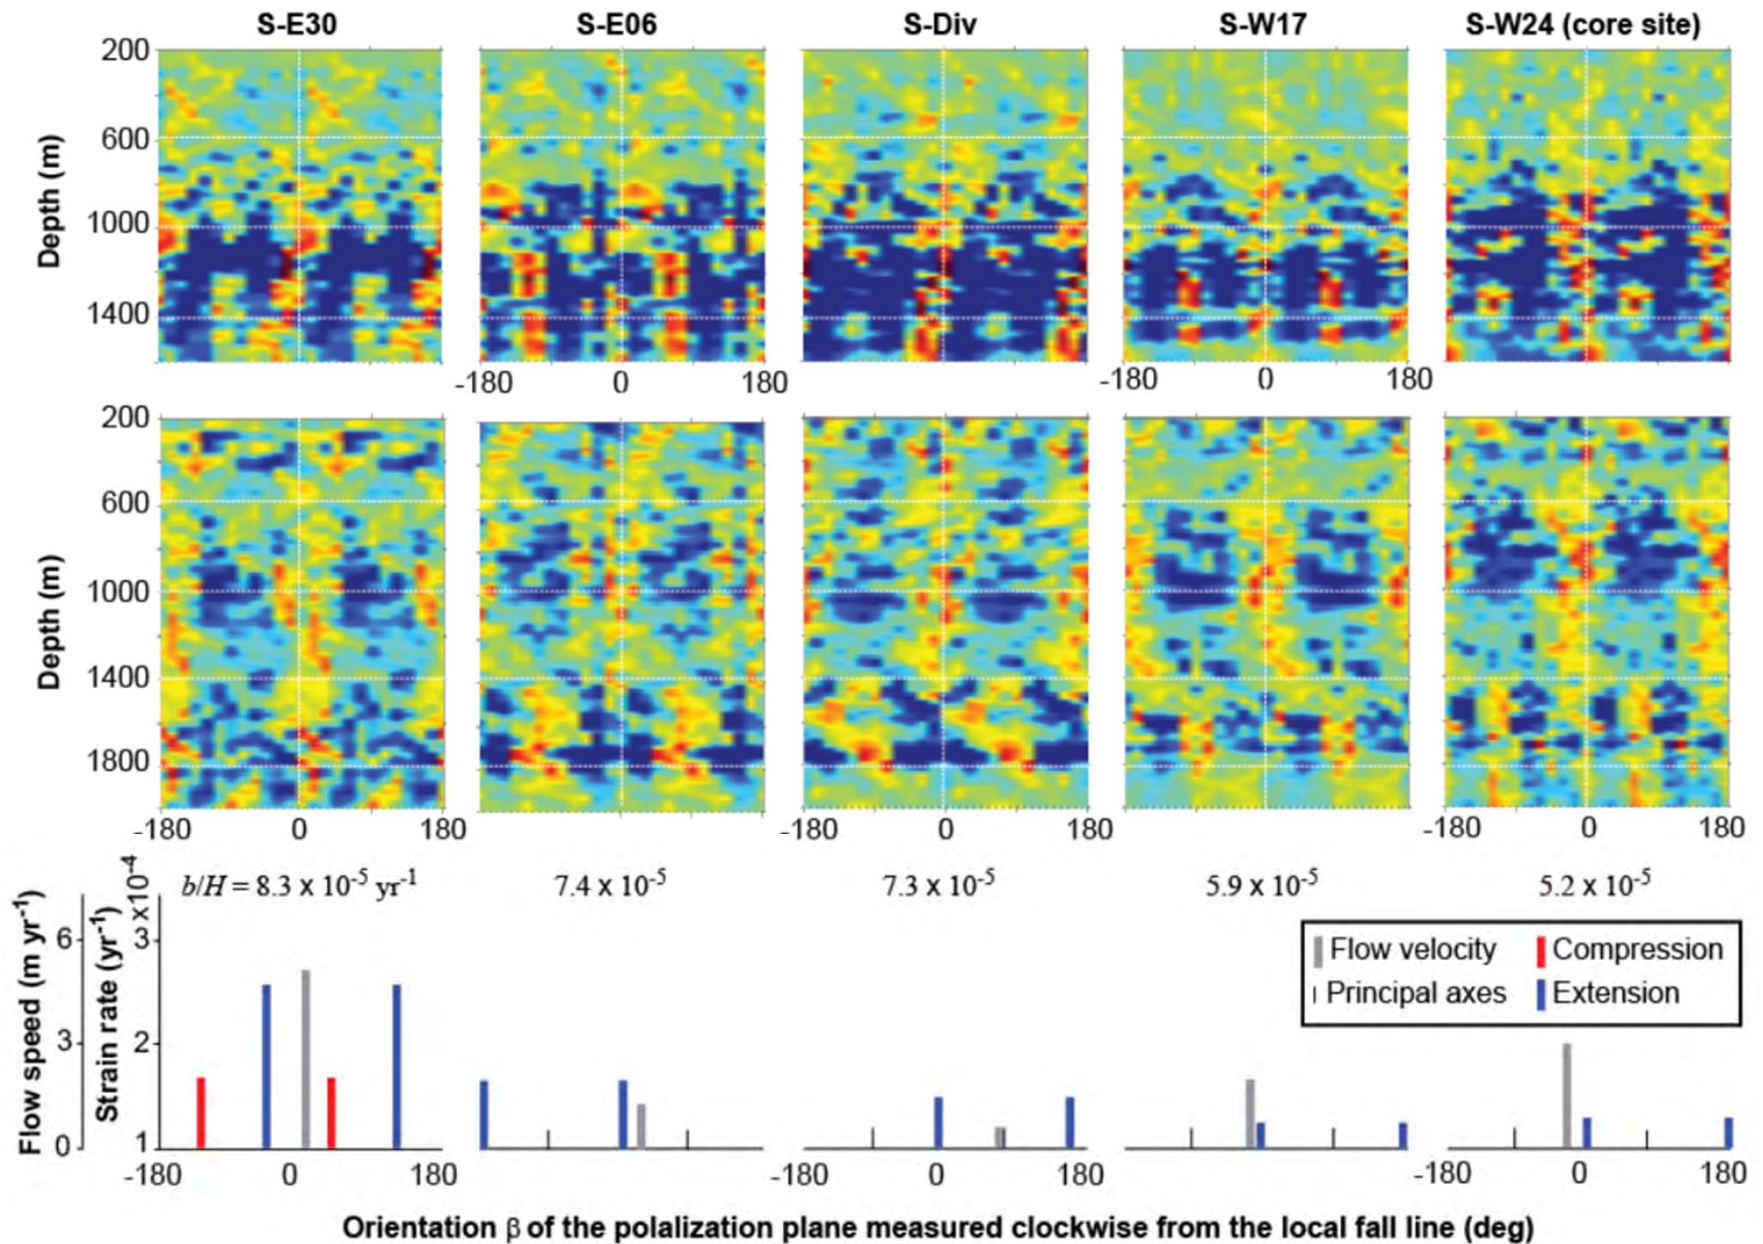 S-E30 S-E06 S-Div S-W17 S-W24 (core site)
200
600
1000
1400
Depth (m)
-180 0 180 -180 0 180
200
600
1000
1400
1800
Depth (m)
-180 0 180 -180 0 180 -180 0 180
b/H = 8.3 x 10⁻⁵ yr⁻¹ 7.4 x 10⁻⁵ 7.3 x 10⁻⁵ 5.9 x 10⁻⁵ 5.2 x 10⁻⁵
Flow speed (m yr⁻¹)
6
3
0
Strain rate (yr⁻¹)
x10⁻⁴
3
2
1
Flow velocity Compression
Principal axes Extension
-180 0 180 -180 0 180 -180 0 180
Orientation β of the polalization plane measured clockwise from the local fall line (deg)